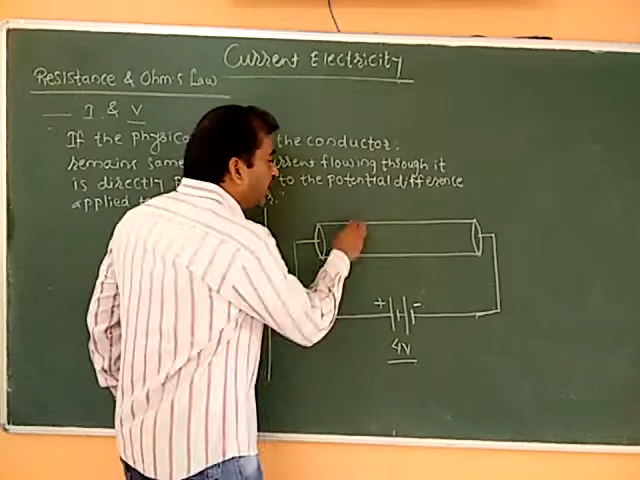 Current Electricity
Resistance & Ohm's Law
— I & V
If the physica the conductor
remains same rrent flowing through it
is directly to the potential difference
applied
+ -
4V